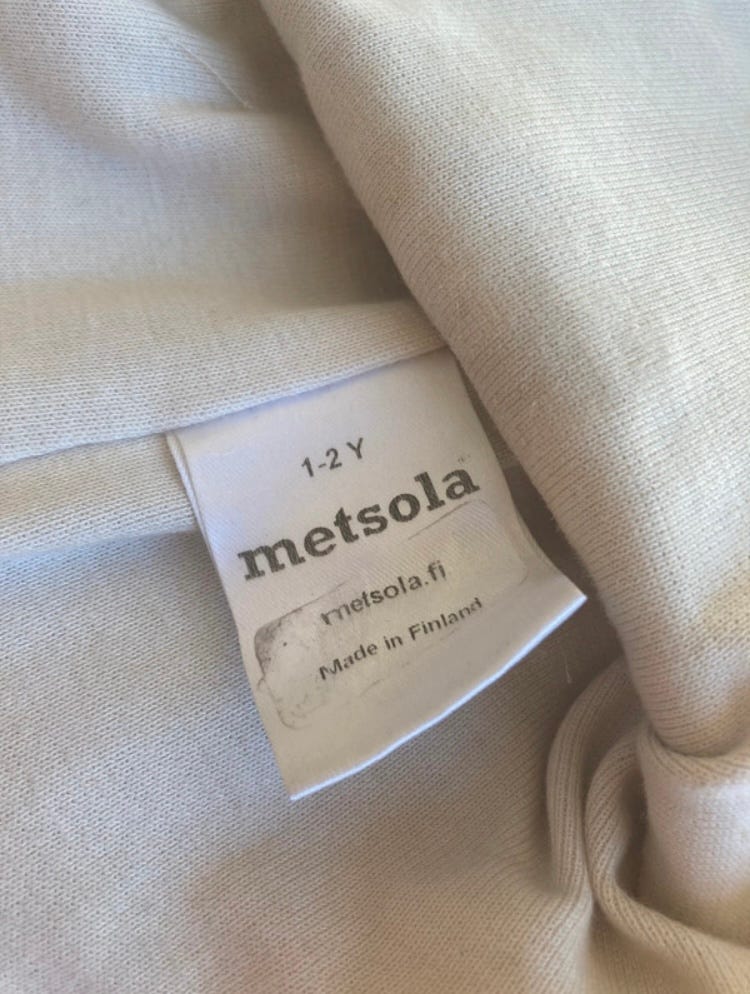 1-2 Y
metsola
metsola.fi
Made in Finland